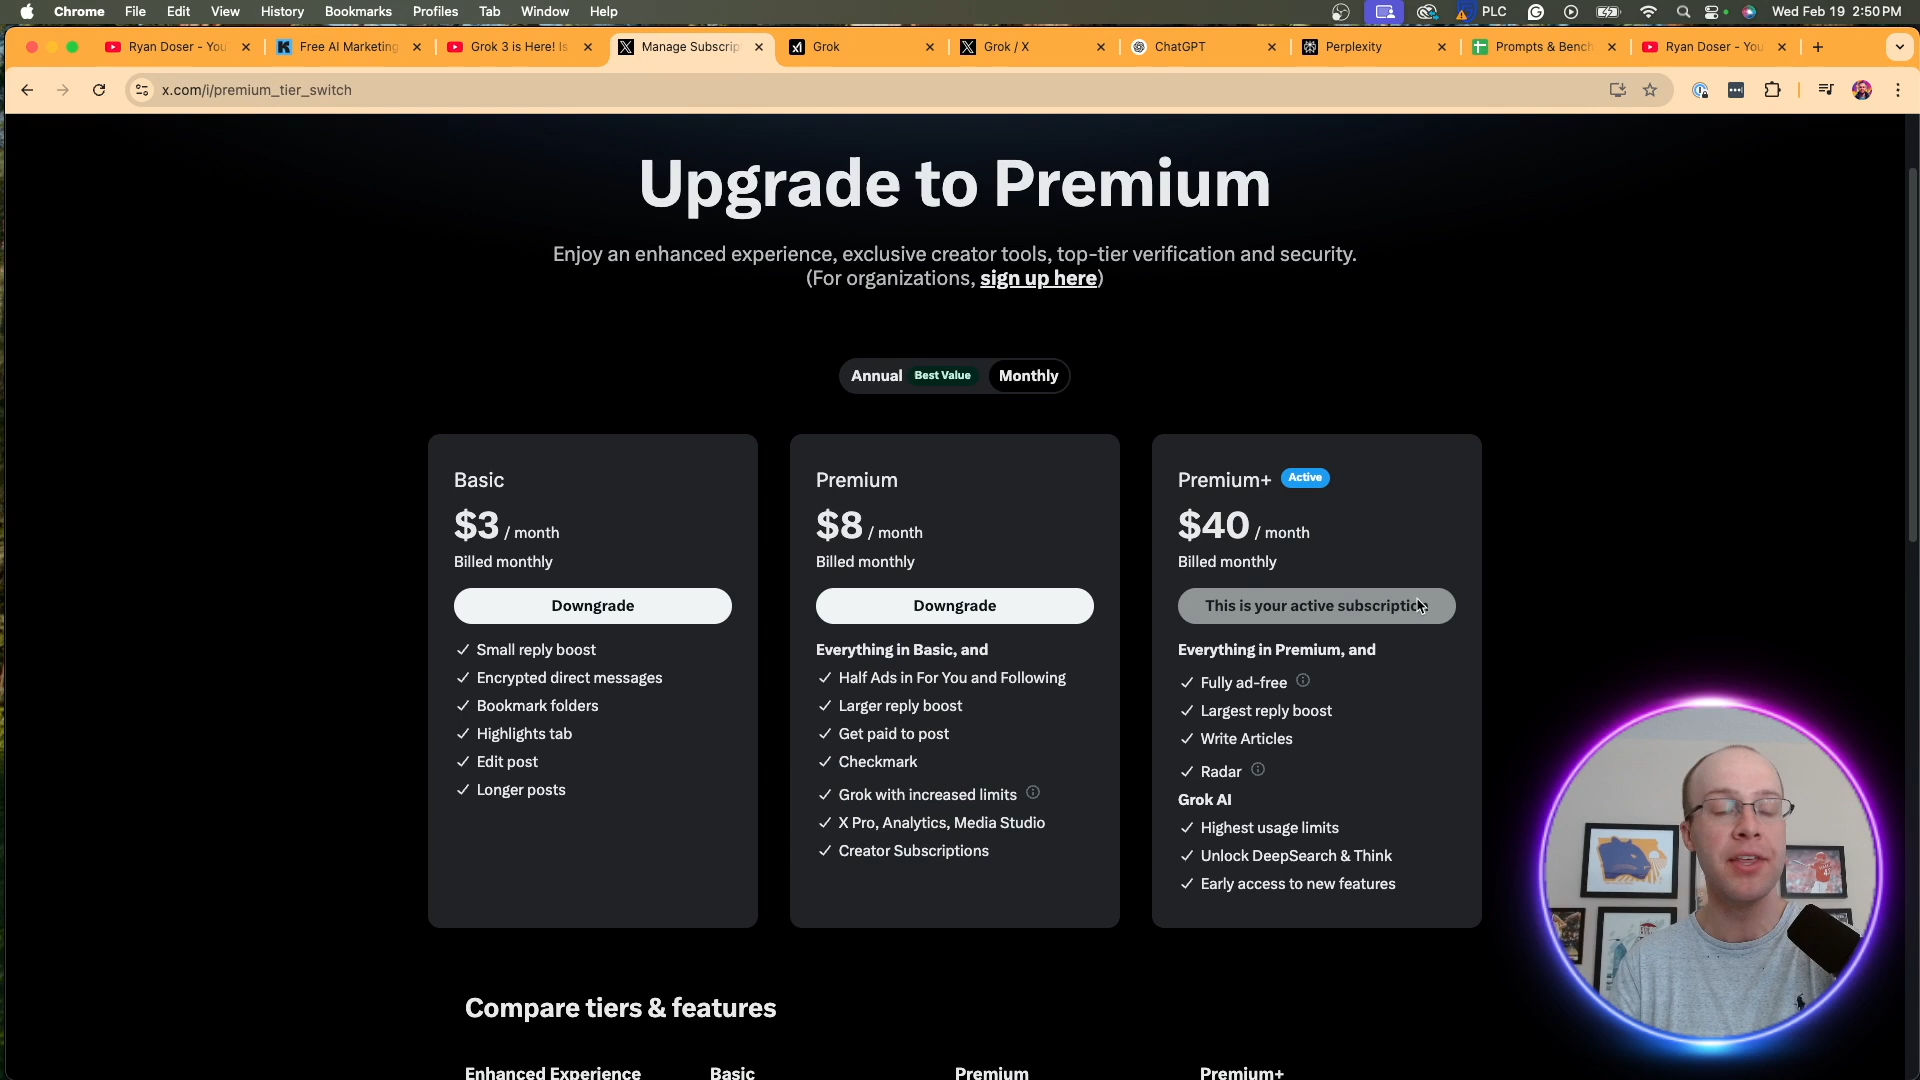 Chrome File Edit View History Bookmarks Profiles Tab Window Help PLC Wed Feb 19 2:50 PM
Ryan Doser - You Free AI Marketing Grok 3 is Here! Is Manage Subscrip Grok Grok / X ChatGPT Perplexity Prompts & Bench Ryan Doser - You
x.com/i/premium_tier_switch
Upgrade to Premium
Enjoy an enhanced experience, exclusive creator tools, top-tier verification and security.
(For organizations, sign up here)
Annual Best Value Monthly
Basic
$3 / month
Billed monthly
Downgrade
Small reply boost
Encrypted direct messages
Bookmark folders
Highlights tab
Edit post
Longer posts
Premium
$8 / month
Billed monthly
Downgrade
Everything in Basic, and
Half Ads in For You and Following
Larger reply boost
Get paid to post
Checkmark
Grok with increased limits
X Pro, Analytics, Media Studio
Creator Subscriptions
Premium+ Active
$40 / month
Billed monthly
This is your active subscription
Everything in Premium, and
Fully ad-free
Largest reply boost
Write Articles
Radar
Grok AI
Highest usage limits
Unlock DeepSearch & Think
Early access to new features
Compare tiers & features
Enhanced Experience Basic Premium Premium+